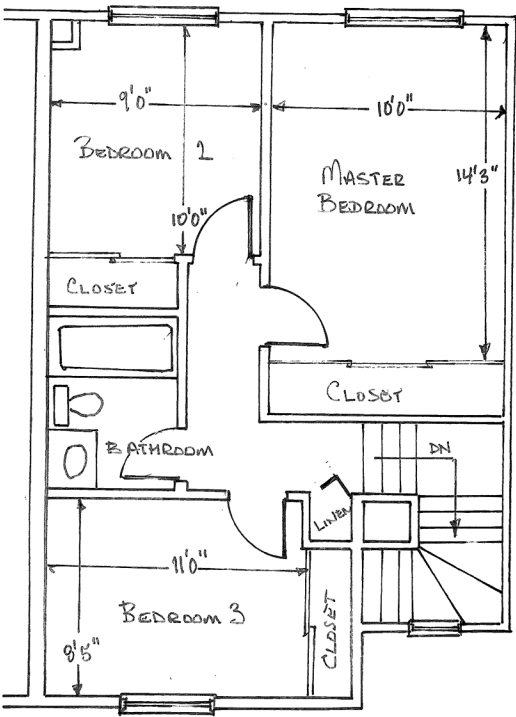 9'0"
10'0"
BEDROOM 2
MASTER
BEDROOM
14'3"
10'0"
CLOSET
CLOSET
BATHROOM
DN
LINEN
11'0"
BEDROOM 3
CLOSET
8'5"